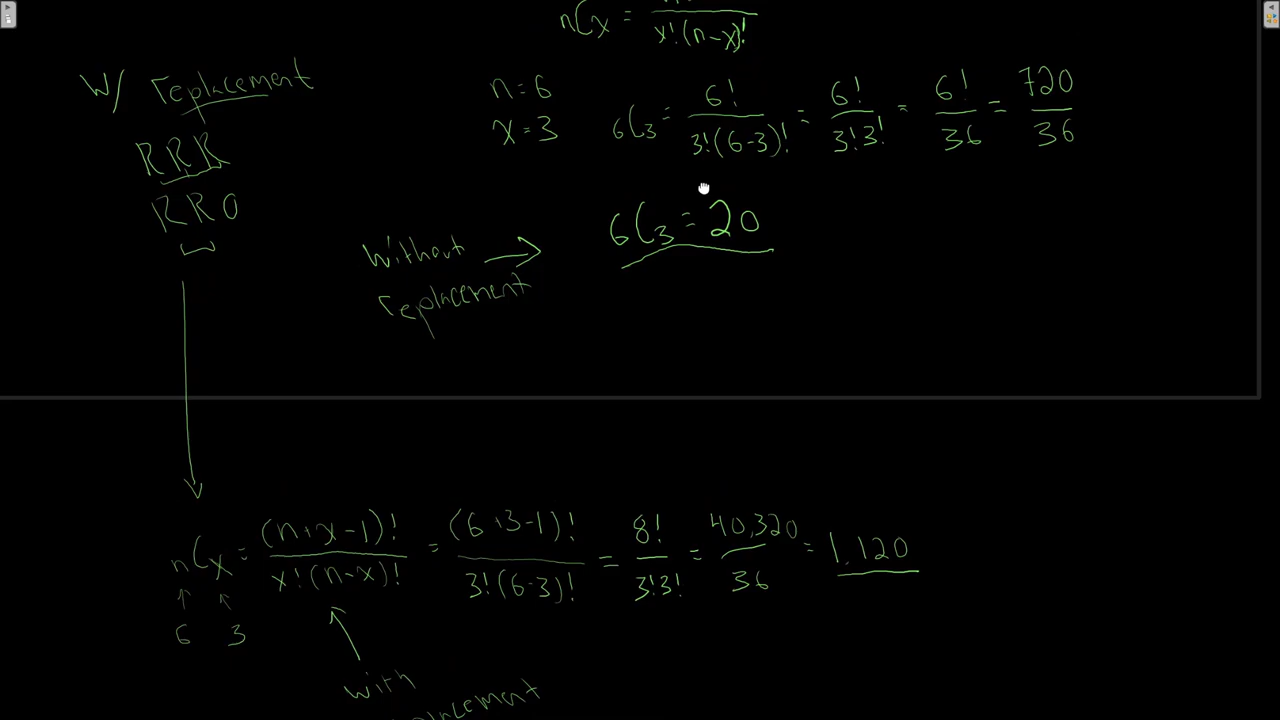 nCx = x!(n-x)!
W/ replacement
RRR
RRO
n=6
x=3
6C3 = 6!/3!(6-3)! = 6!/3!3! = 6!/36 = 720/36
6C3 = 20
Without → replacement
nCx = (n+x-1)!/x!(n-x)! = (6+3-1)!/3!(6-3)! = 8!/3!3! = 40,320/36 = 1,120
↑ ↑
6 3
with